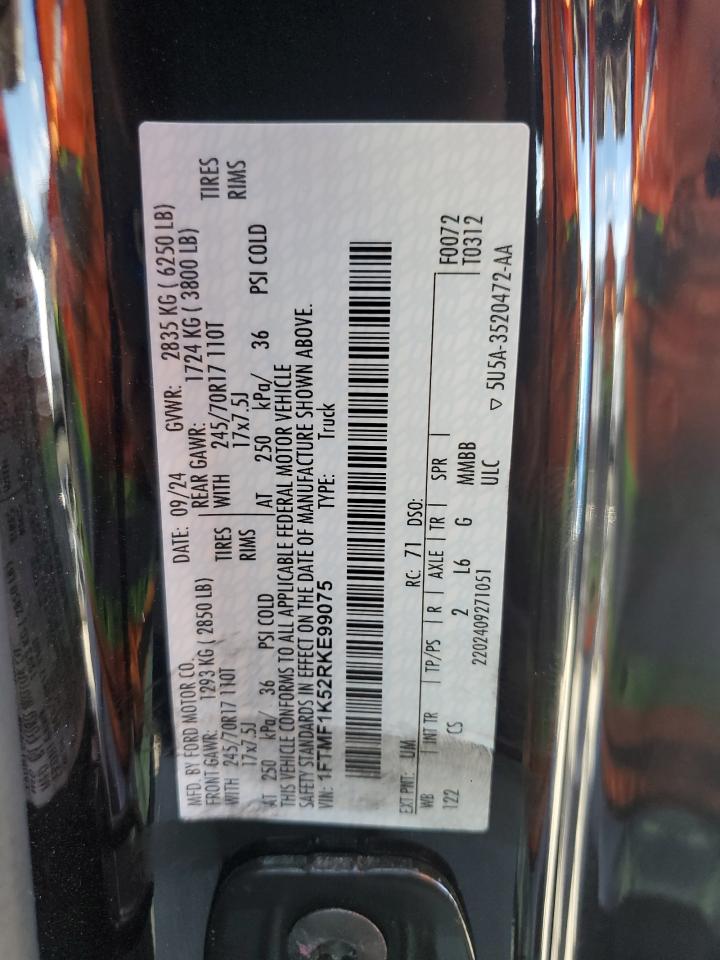 MFD. BY FORD MOTOR CO. DATE: 09/24 GVWR: 2835 KG ( 6250 LB)
FRONT GAWR: 1293 KG ( 2850 LB) REAR GAWR: 1724 KG ( 3800 LB)
WITH 245/70R17 110T TIRES WITH 245/70R17 110T TIRES
17x7.5J RIMS 17x7.5J RIMS
AT 250 kPa/ 36 PSI COLD AT 250 kPa/ 36 PSI COLD
THIS VEHICLE CONFORMS TO ALL APPLICABLE FEDERAL MOTOR VEHICLE
SAFETY STANDARDS IN EFFECT ON THE DATE OF MANUFACTURE SHOWN ABOVE.
VIN: 1FTMF1K52RKE99075 TYPE: Truck
EXT PNT: UM RC: 71 DSO: F0072
WB INT TR TP/PS R AXLE TR SPR T0312
122 CS 2 L6 G MMBB
2202409271051 ULC
▽ 5U5A-3520472-AA